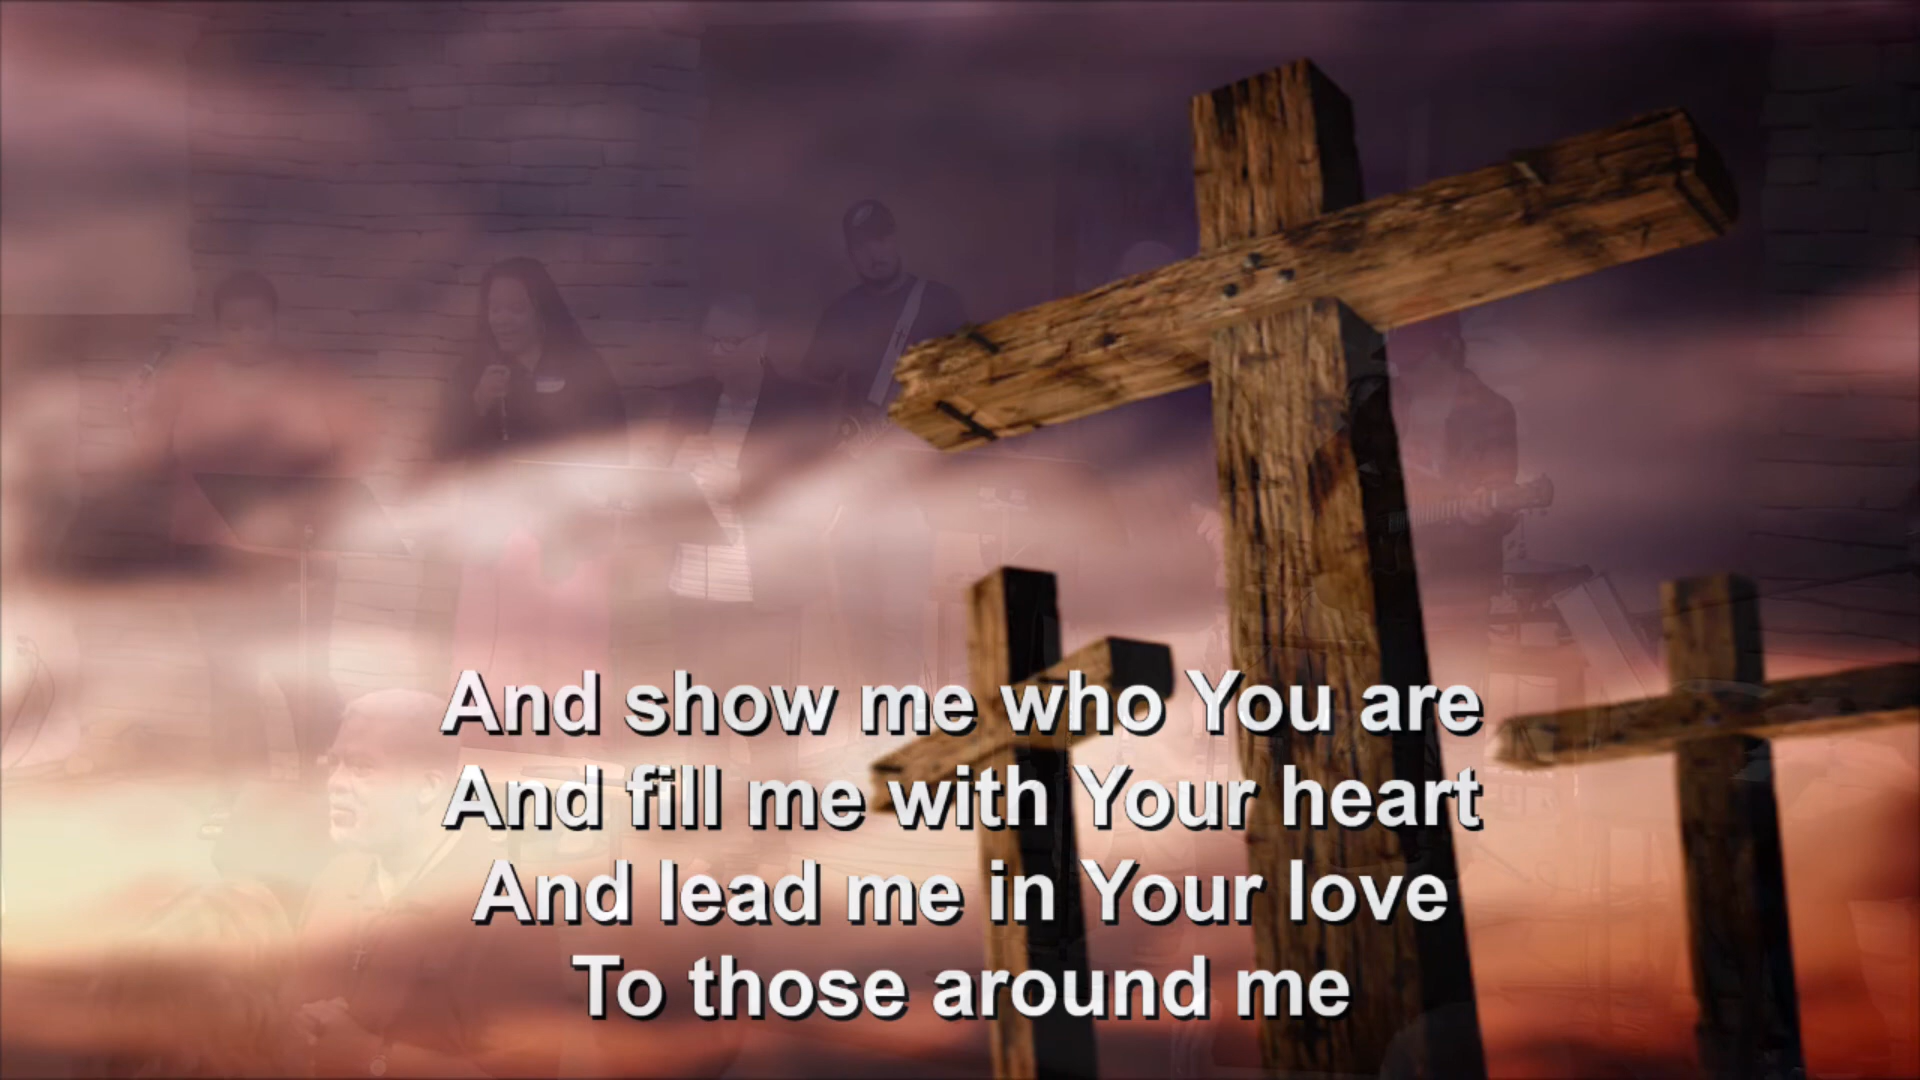 And show me who You are
And fill me with Your heart
And lead me in Your love
To those around me